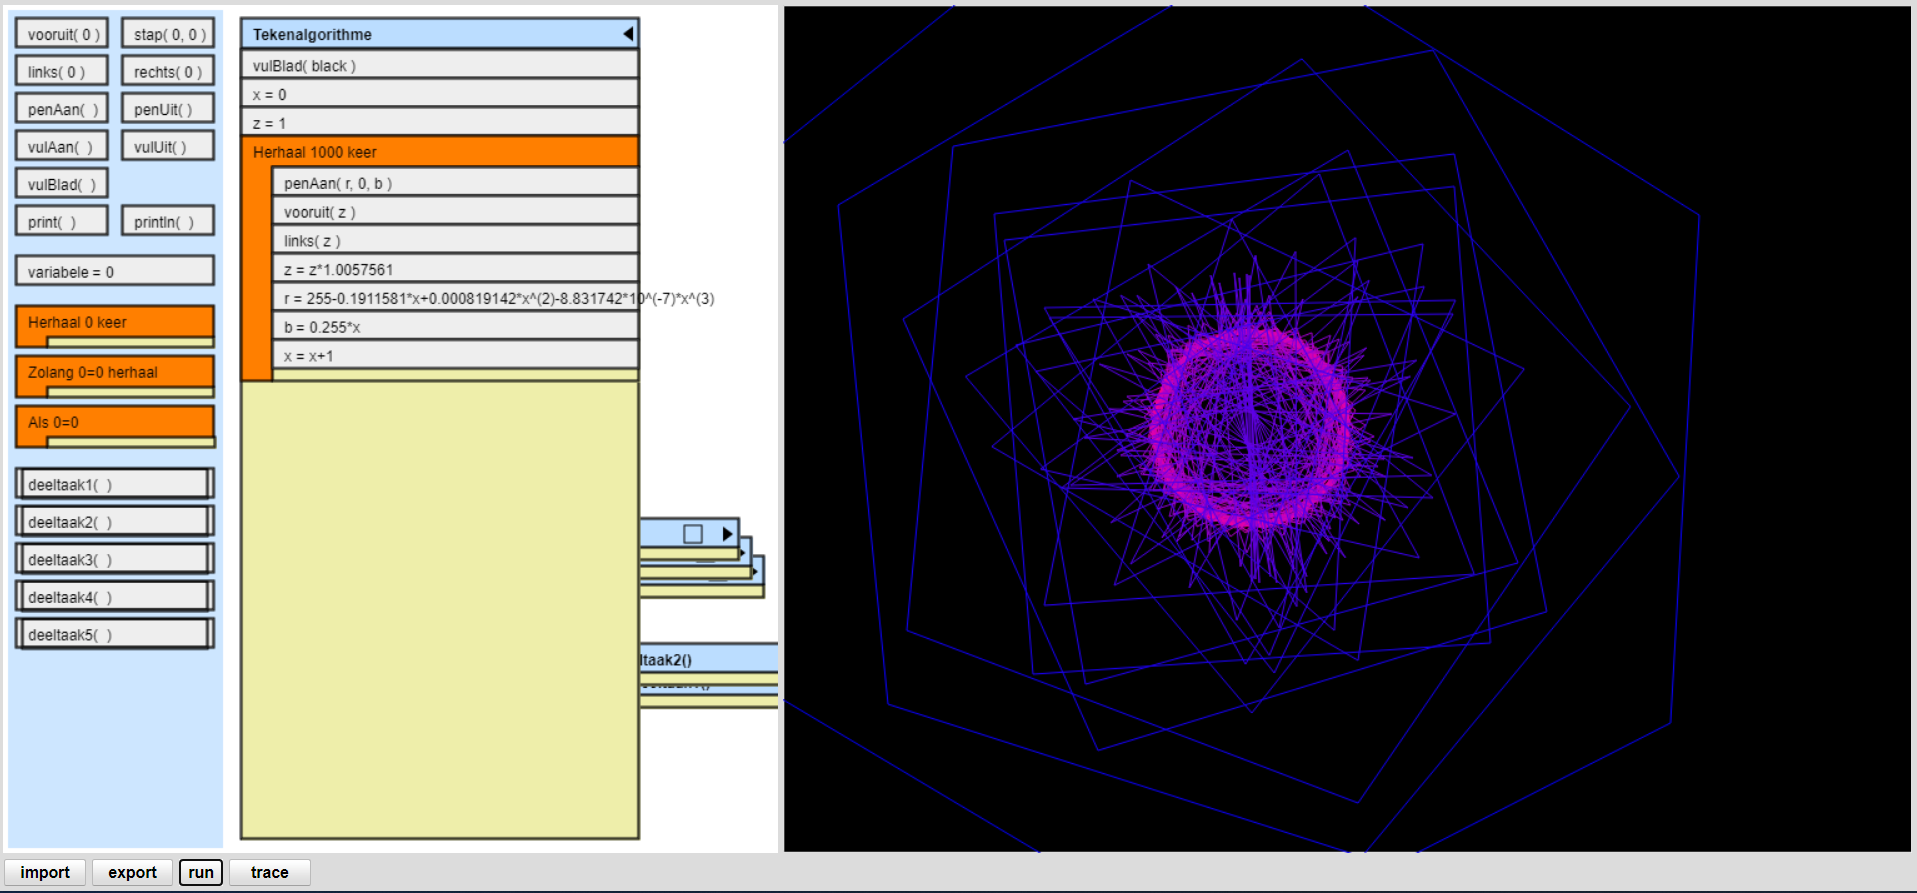 vooruit( 0 )
stap( 0, 0 )
links( 0 )
rechts( 0 )
penAan(  )
penUit( )
vulAan(  )
vulUit( )
vulBlad(  )
print(  )
println(  )
variabele = 0
Herhaal 0 keer
Zolang 0=0 herhaal
Als 0=0
deeltaak1(  )
deeltaak2(  )
deeltaak3(  )
deeltaak4(  )
deeltaak5(  )
Tekenalgorithme
vulBlad( black )
x = 0
z = 1
Herhaal 1000 keer
penAan( r, 0, b )
vooruit( z )
links( z )
z = z*1.0057561
r = 255-0.1911581*x+0.000819142*x^(2)-8.831742*10^(-7)*x^(3)
b = 0.255*x
x = x+1
ltaak2()
import
export
run
trace